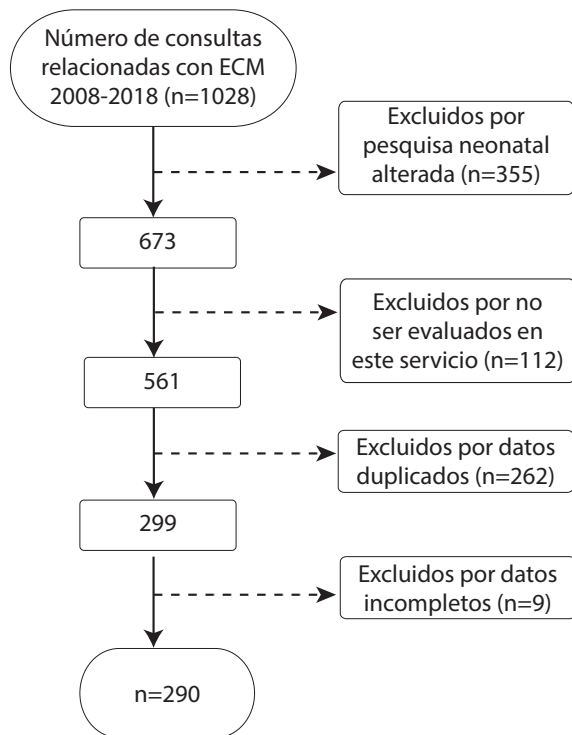 Número de consultas
relacionadas con ECM
2008-2018 (n=1028)
Excluidos por
pesquisa neonatal
alterada (n=355)
673
Excluidos por no
ser evaluados en
este servicio (n=112)
561
Excluidos por datos
duplicados (n=262)
299
Excluidos por datos
incompletos (n=9)
n=290